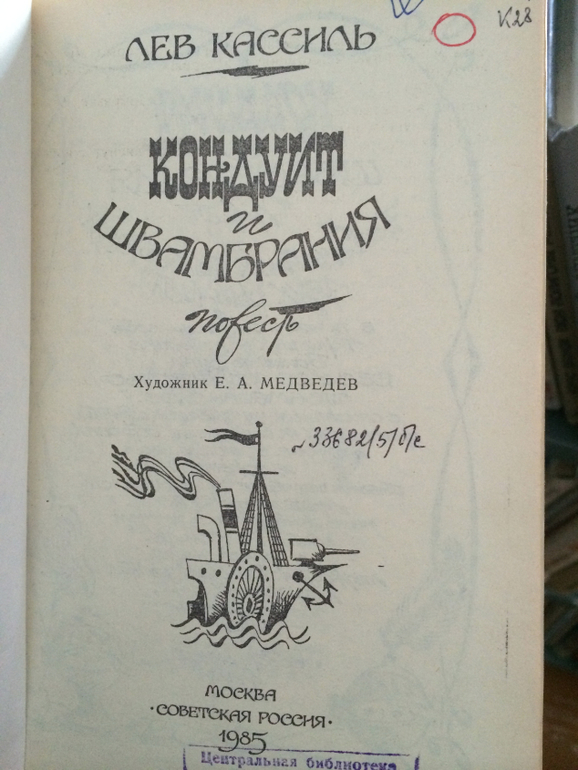 К28
ЛЕВ КАССИЛЬ
КОНДУИТ
и
ШВАМБРАНИЯ
повесть
Художник Е. А. МЕДВЕДЕВ
МОСКВА
·СОВЕТСКАЯ РОССИЯ·
1985
Центральная библиотека